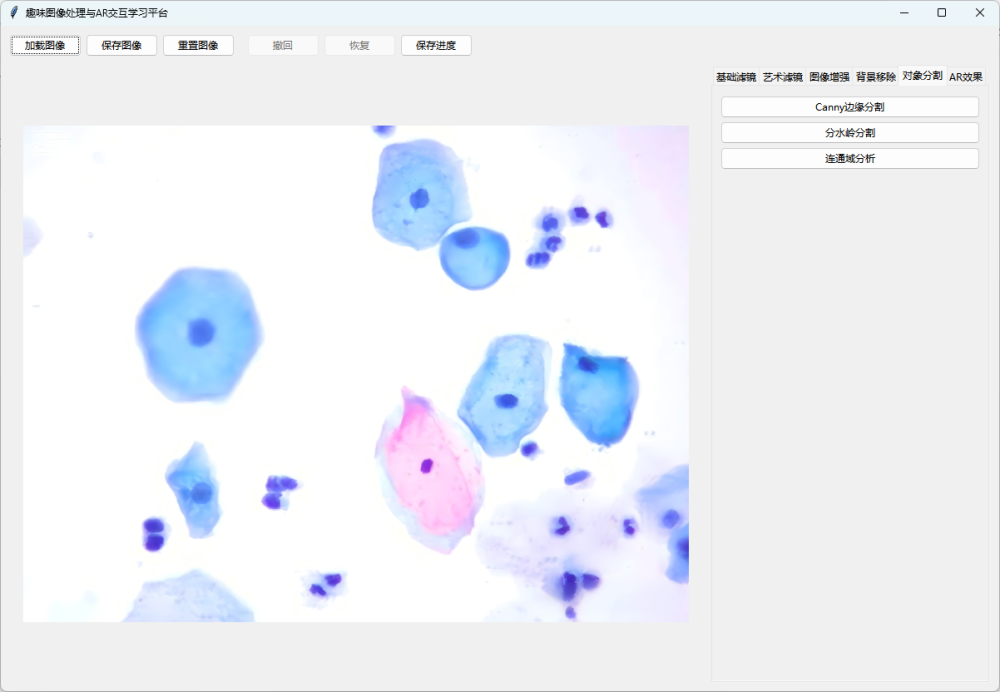 趣味图像处理与AR交互学习平台
加载图像 保存图像 重置图像 撤回 恢复 保存进度
基础滤镜 艺术滤镜 图像增强 背景移除 对象分割 AR效果
Canny边缘分割
分水岭分割
连通域分析